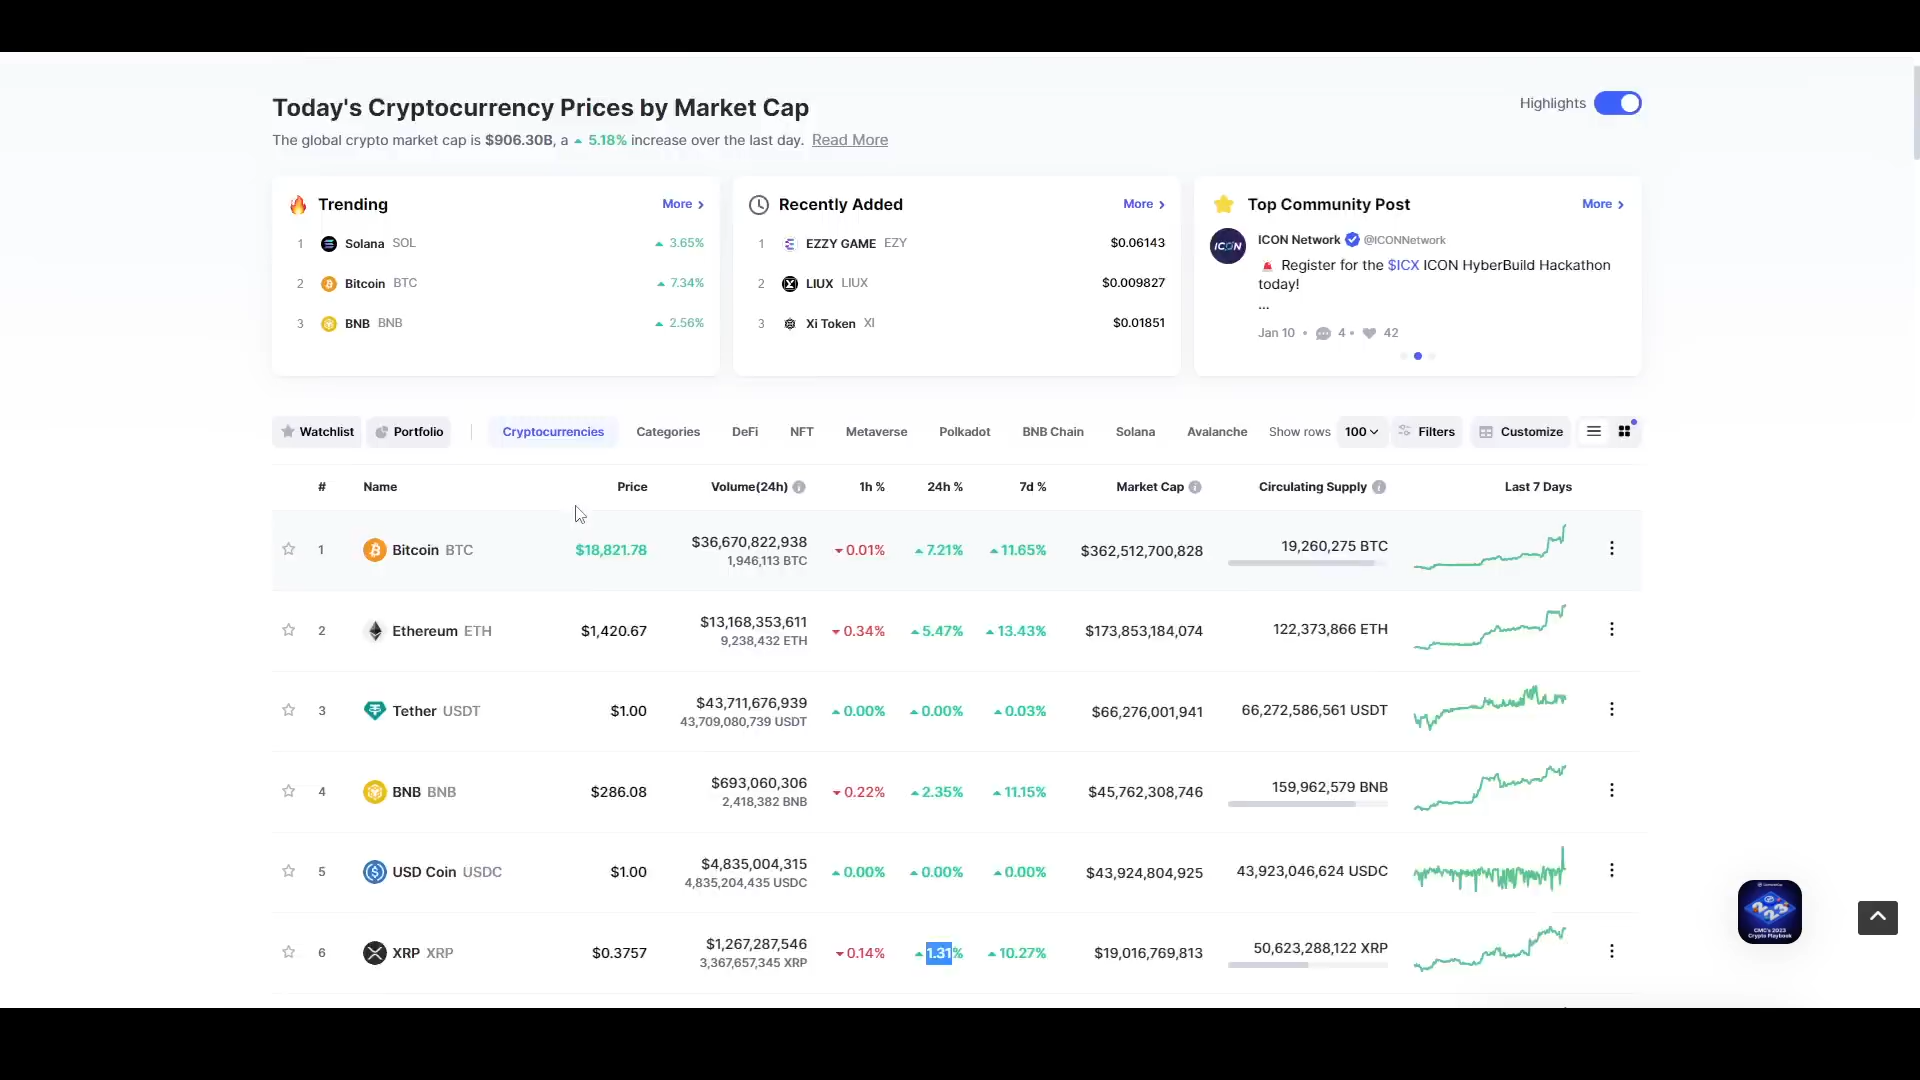 Today's Cryptocurrency Prices by Market Cap
Highlights
The global crypto market cap is $906.30B, a 5.18% increase over the last day. Read More
Trending
More
1 Solana SOL 3.65%
2 Bitcoin BTC 7.34%
3 BNB BNB 2.56%
Recently Added
More
1 EZZY GAME EZY $0.06143
2 LIUX LIUX $0.009827
3 Xi Token XI $0.01851
Top Community Post
More
ICON
ICON Network @ICONNetwork
Register for the $ICX ICON HyberBuild Hackathon
today!
...
Jan 10 • 4 • 42
Watchlist Portfolio Cryptocurrencies Categories DeFi NFT Metaverse Polkadot BNB Chain Solana Avalanche Show rows 100 Filters Customize
# Name Price Volume(24h) 1h % 24h % 7d % Market Cap Circulating Supply Last 7 Days
1 Bitcoin BTC $18,821.78 $36,670,822,938 0.01% 7.21% 11.65% $362,512,700,828 19,260,275 BTC
1,946,113 BTC
2 Ethereum ETH $1,420.67 $13,168,353,611 0.34% 5.47% 13.43% $173,853,184,074 122,373,866 ETH
9,238,432 ETH
3 Tether USDT $1.00 $43,711,676,939 0.00% 0.00% 0.03% $66,276,001,941 66,272,586,561 USDT
43,709,080,739 USDT
4 BNB BNB $286.08 $693,060,306 0.22% 2.35% 11.15% $45,762,308,746 159,962,579 BNB
2,418,382 BNB
5 USD Coin USDC $1.00 $4,835,004,315 0.00% 0.00% 0.00% $43,924,804,925 43,923,046,624 USDC
4,835,204,435 USDC
6 XRP XRP $0.3757 $1,267,287,546 0.14% 1.31% 10.27% $19,016,769,813 50,623,288,122 XRP
3,367,657,345 XRP
CMC's 2023
Crypto Playbook